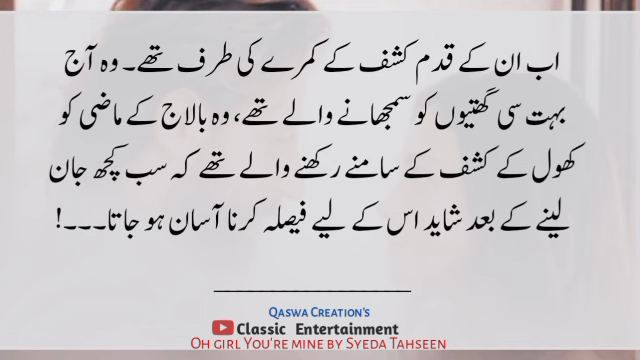 اب ان کے قدم کشف کے کمرے کی طرف تھے۔ وہ آج
بہت سی گھتیوں کو سمجھانے والے تھے، وہ بالاج کے ماضی کو
کھول کے کشف کے سامنے رکھنے والے تھے کہ سب کچھ جان
لینے کے بعد شاید اس کے لیے فیصلہ کرنا آسان ہو جاتا۔۔۔!
Qaswa Creation's
Classic Entertainment
Oh girl You're mine by Syeda Tahseen